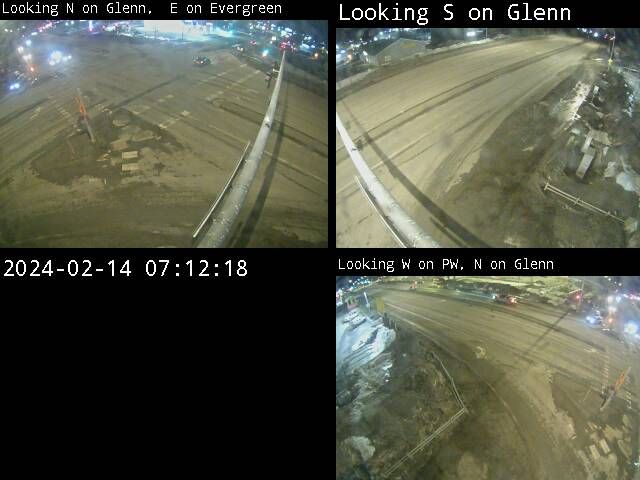 Looking N on Glenn,  E on Evergreen
Looking S on Glenn
2024-02-14 07:12:18
Looking W on PW, N on Glenn